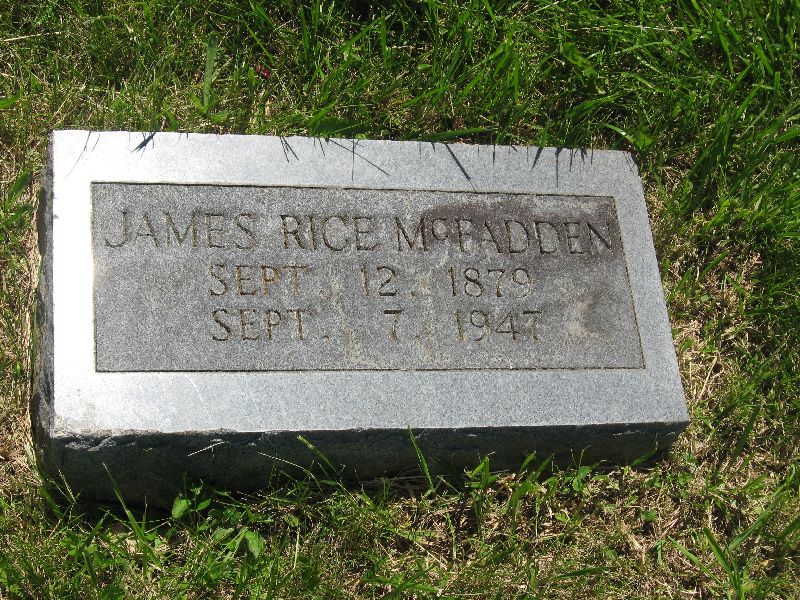 JAMES RICE McFADDEN
SEPT. 12. 1879
SEPT. 7. 1947